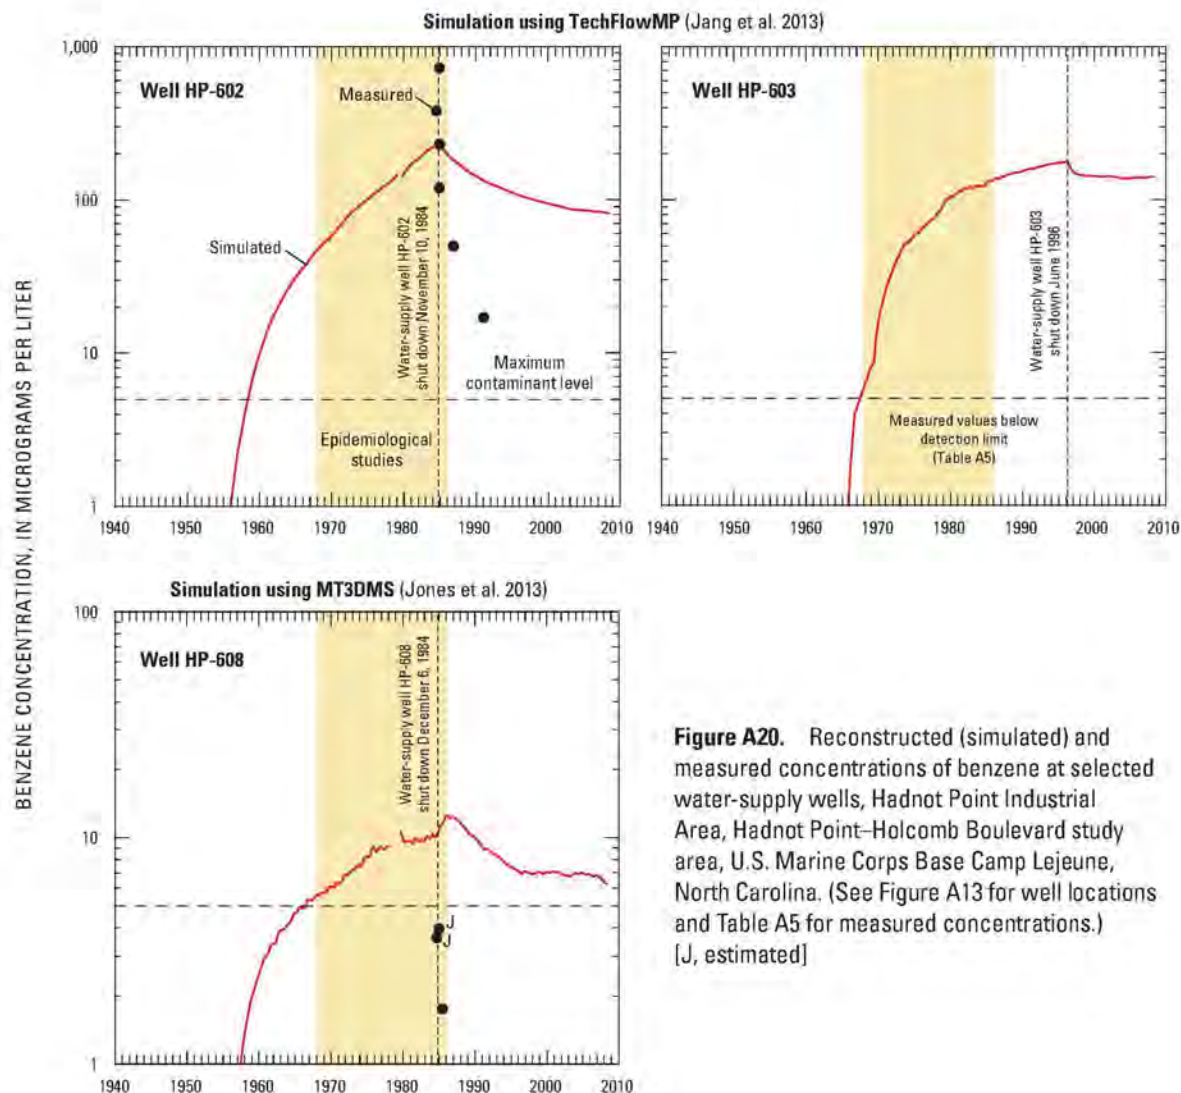 Simulation using TechFlowMP (Jang et al. 2013)
1,000
100
10
1
Well HP-602
Measured
Simulated
Water-supply well HP-602
shut down November 10, 1984
Maximum
contaminant level
Epidemiological
studies
1940 1950 1960 1970 1980 1990 2000 2010
Well HP-603
Water-supply well HP-603
shut down June 1996
Measured values below
detection limit
(Table A5)
1940 1950 1960 1970 1980 1990 2000 2010
BENZENE CONCENTRATION, IN MICROGRAMS PER LITER
Simulation using MT3DMS (Jones et al. 2013)
100
10
1
Well HP-608
Water-supply well HP-608
shut down December 6, 1984
J
J
1940 1950 1960 1970 1980 1990 2000 2010
Figure A20. Reconstructed (simulated) and
measured concentrations of benzene at selected
water-supply wells, Hadnot Point Industrial
Area, Hadnot Point–Holcomb Boulevard study
area, U.S. Marine Corps Base Camp Lejeune,
North Carolina. (See Figure A13 for well locations
and Table A5 for measured concentrations.)
[J, estimated]